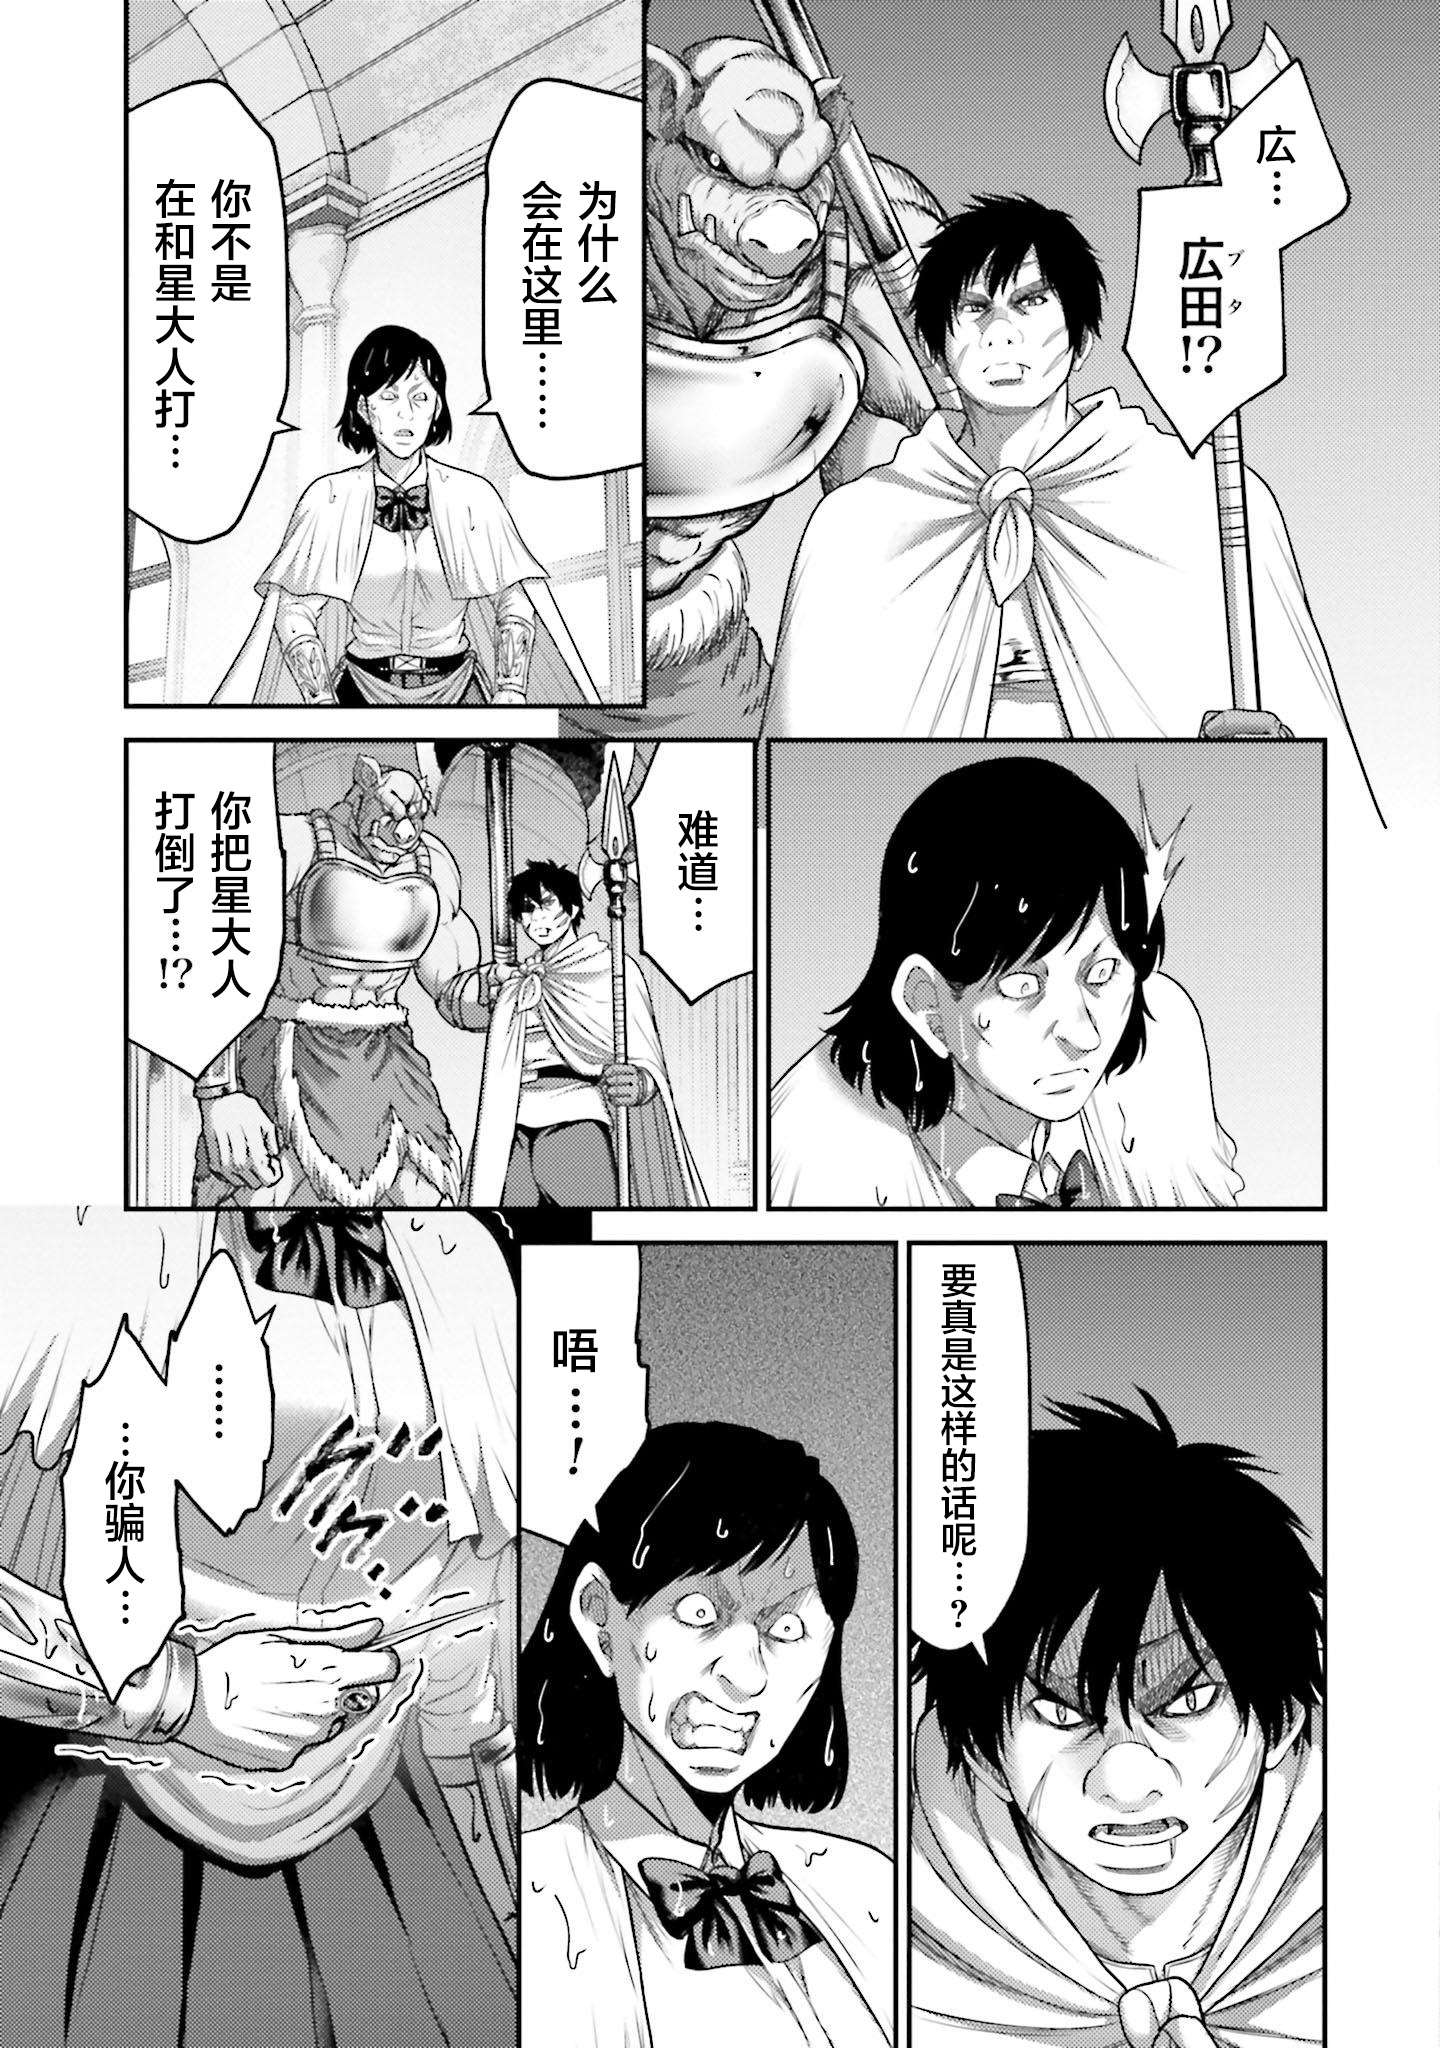 広…
広田!?
ブタ
为什么
会在这里……
你不是
在和星大人打…
难道…
你把星大人
打倒了…!?
要真是这样的话呢…?
唔…!
……
…你骗人…